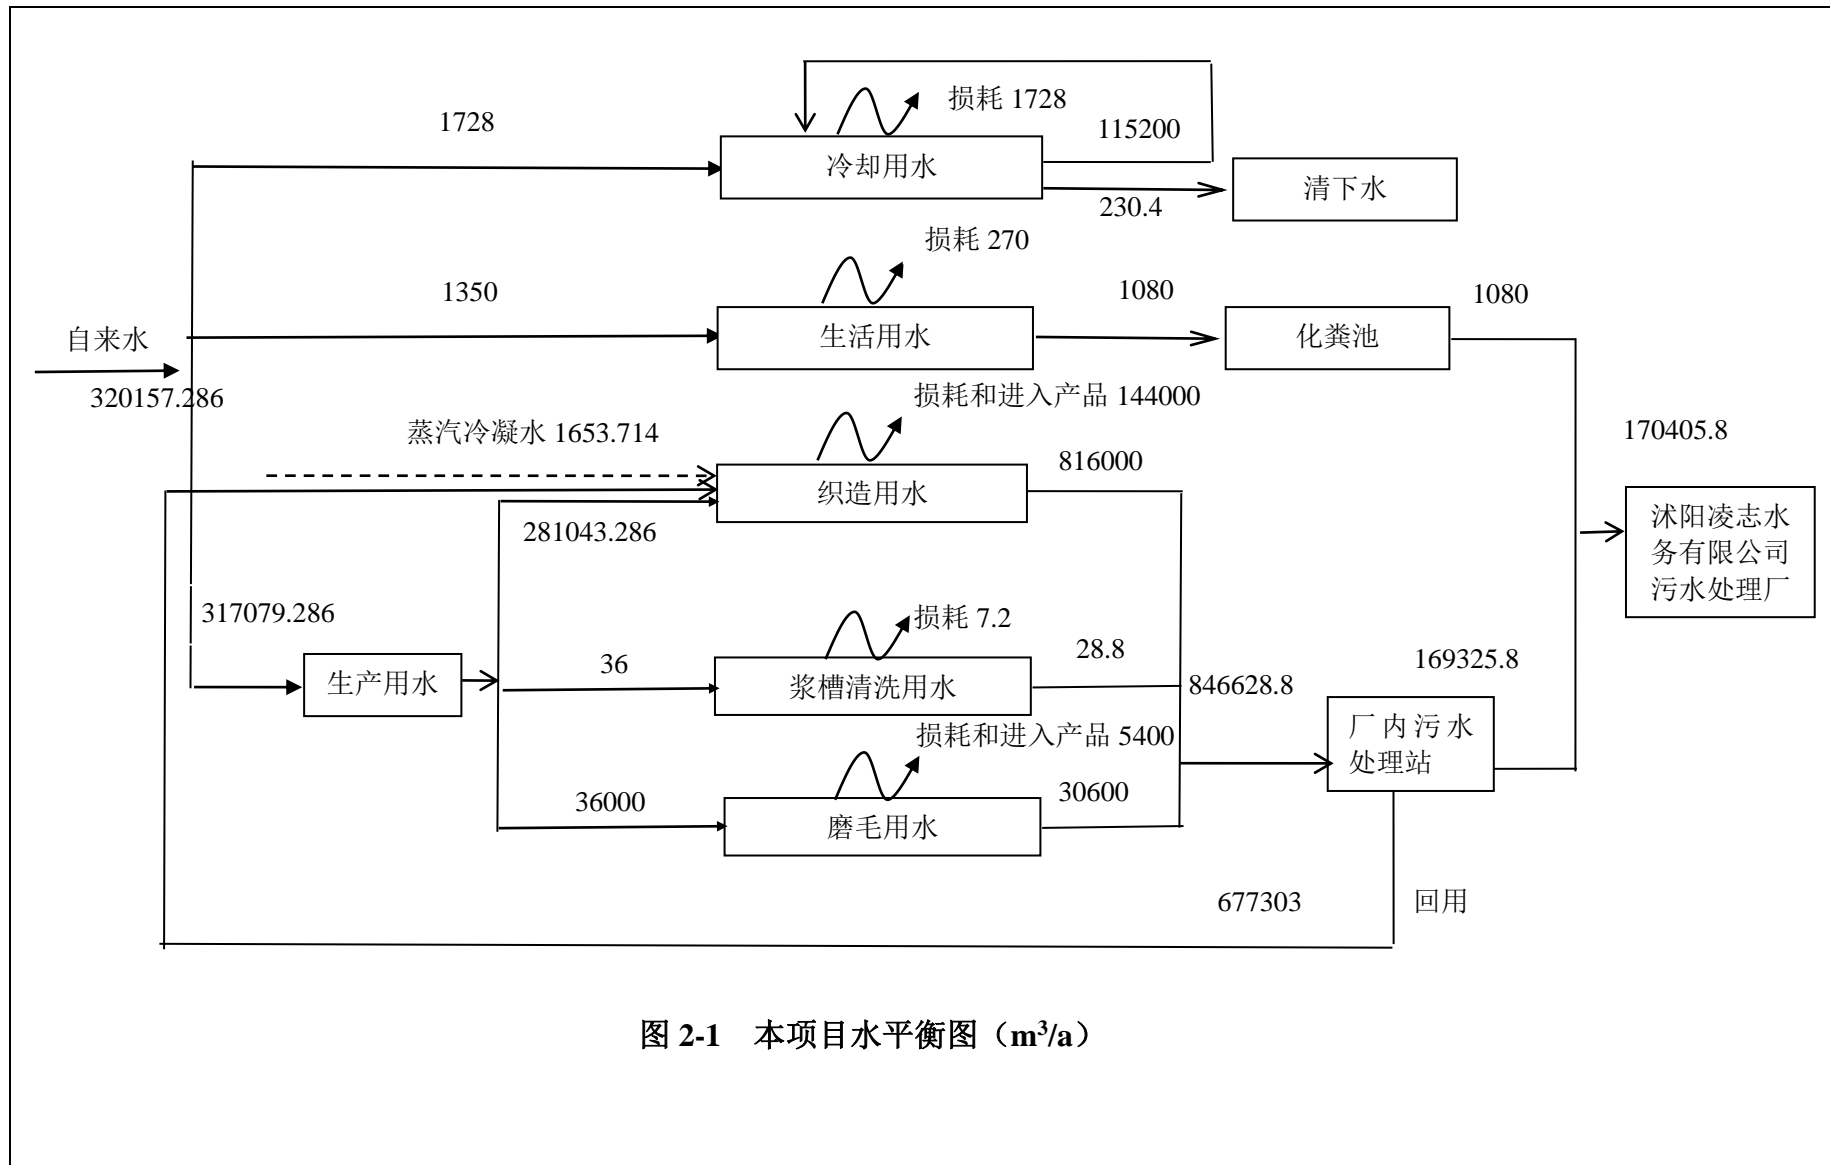 损耗 1728
1728
115200
冷却用水
清下水
230.4
损耗 270
1350
1080
1080
自来水
生活用水
化粪池
320157.286
损耗和进入产品 144000
170405.8
蒸汽冷凝水 1653.714
816000
织造用水
281043.286
沭阳凌志水
务有限公司
污水处理厂
317079.286
损耗 7.2
36
28.8
169325.8
生产用水
浆槽清洗用水
846628.8
损耗和进入产品 5400
厂内污水
处理站
36000
30600
磨毛用水
677303
回用
图 2-1 本项目水平衡图（m³/a）